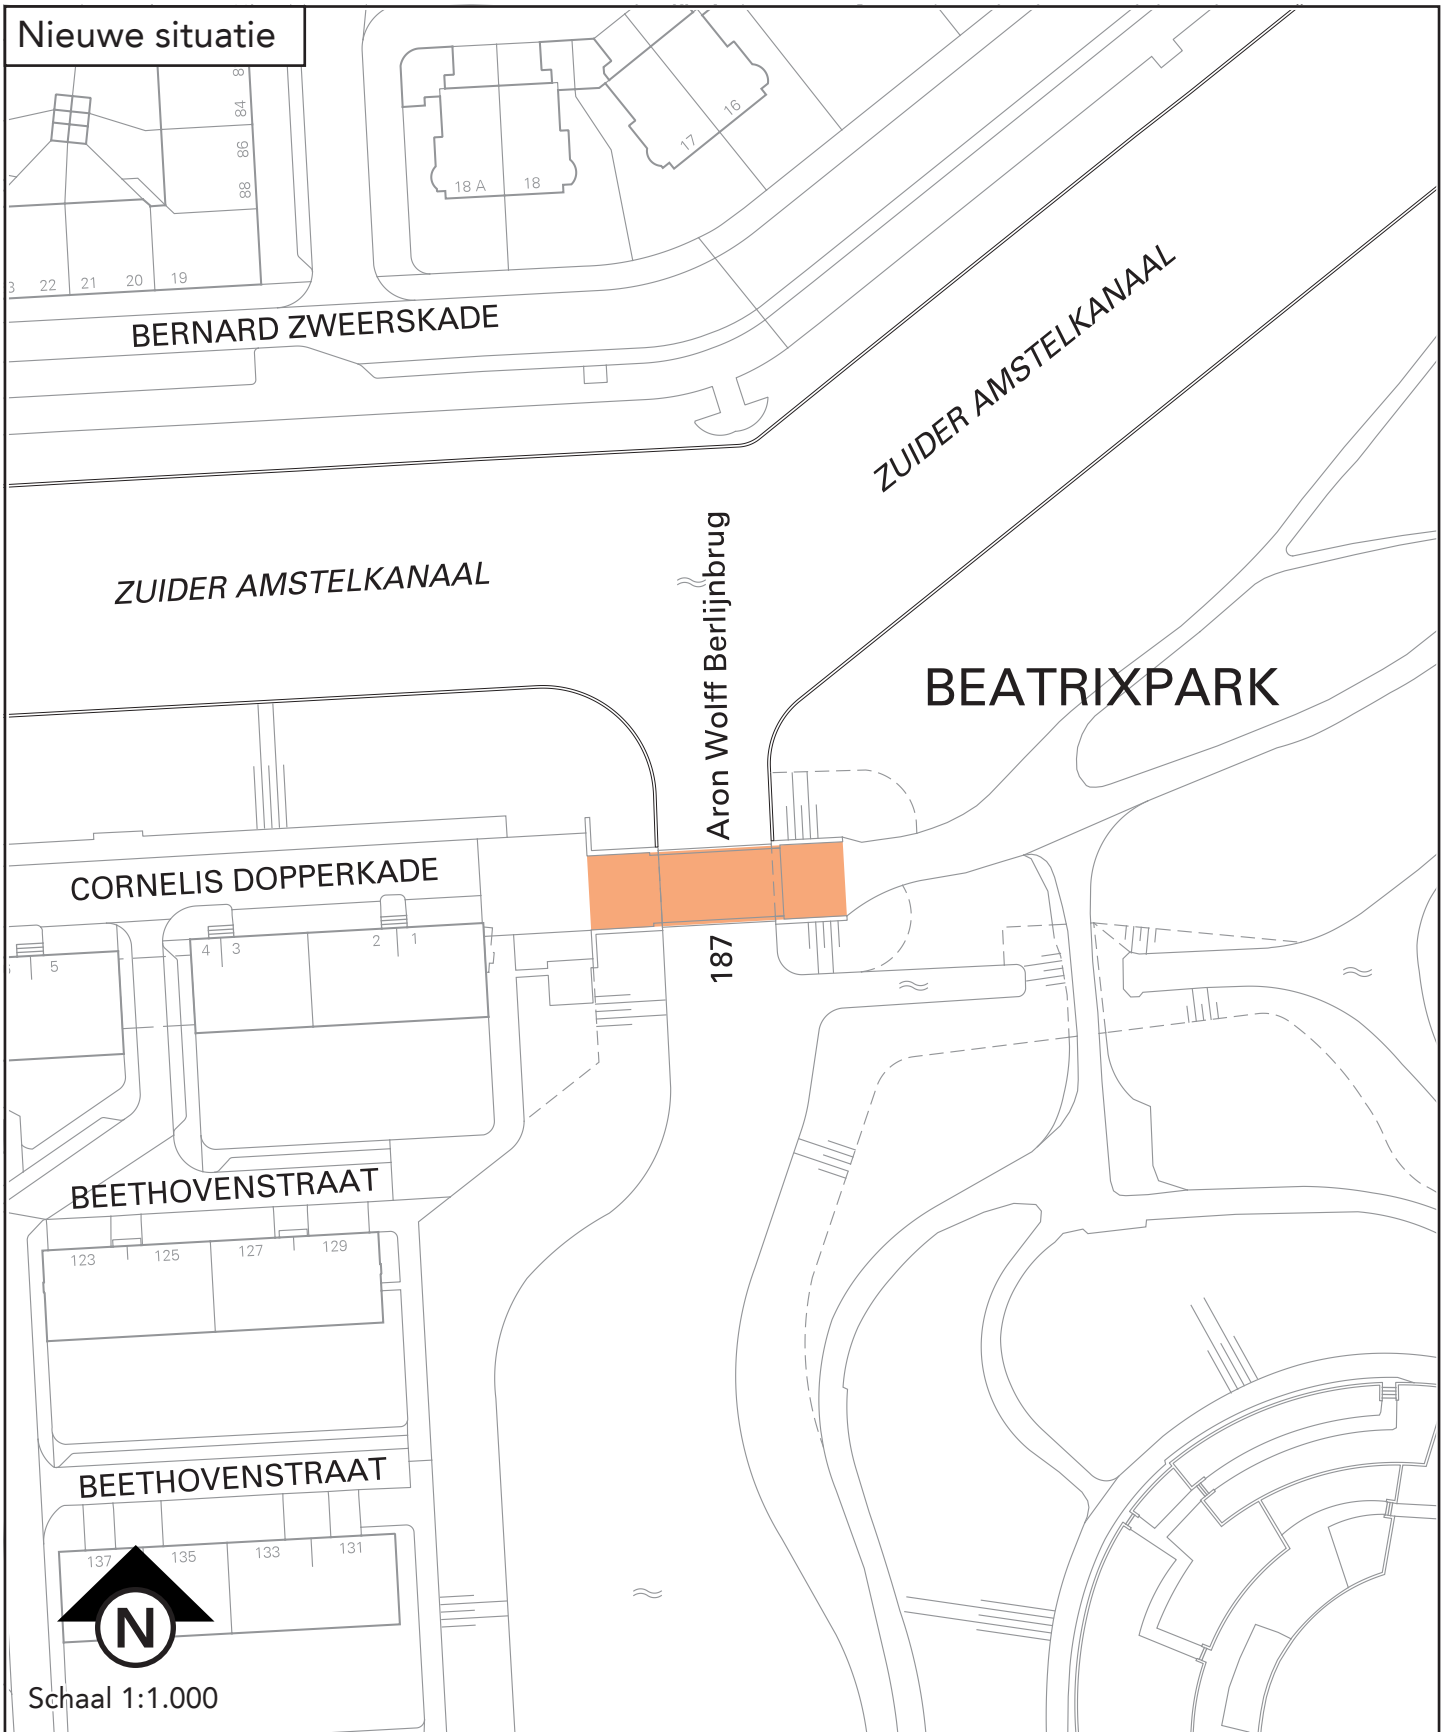 Nieuwe situatie
8
84
86
88
18 A
18
17
16
22
21
20
19
BERNARD ZWEERSKADE
ZUIDER AMSTELKANAAL
ZUIDER AMSTELKANAAL
Aron Wolff Berlijnbrug
BEATRIXPARK
CORNELIS DOPPERKADE
187
5
4
3
2
1
BEETHOVENSTRAAT
123
125
127
129
BEETHOVENSTRAAT
137
135
133
131
N
Schaal 1:1.000